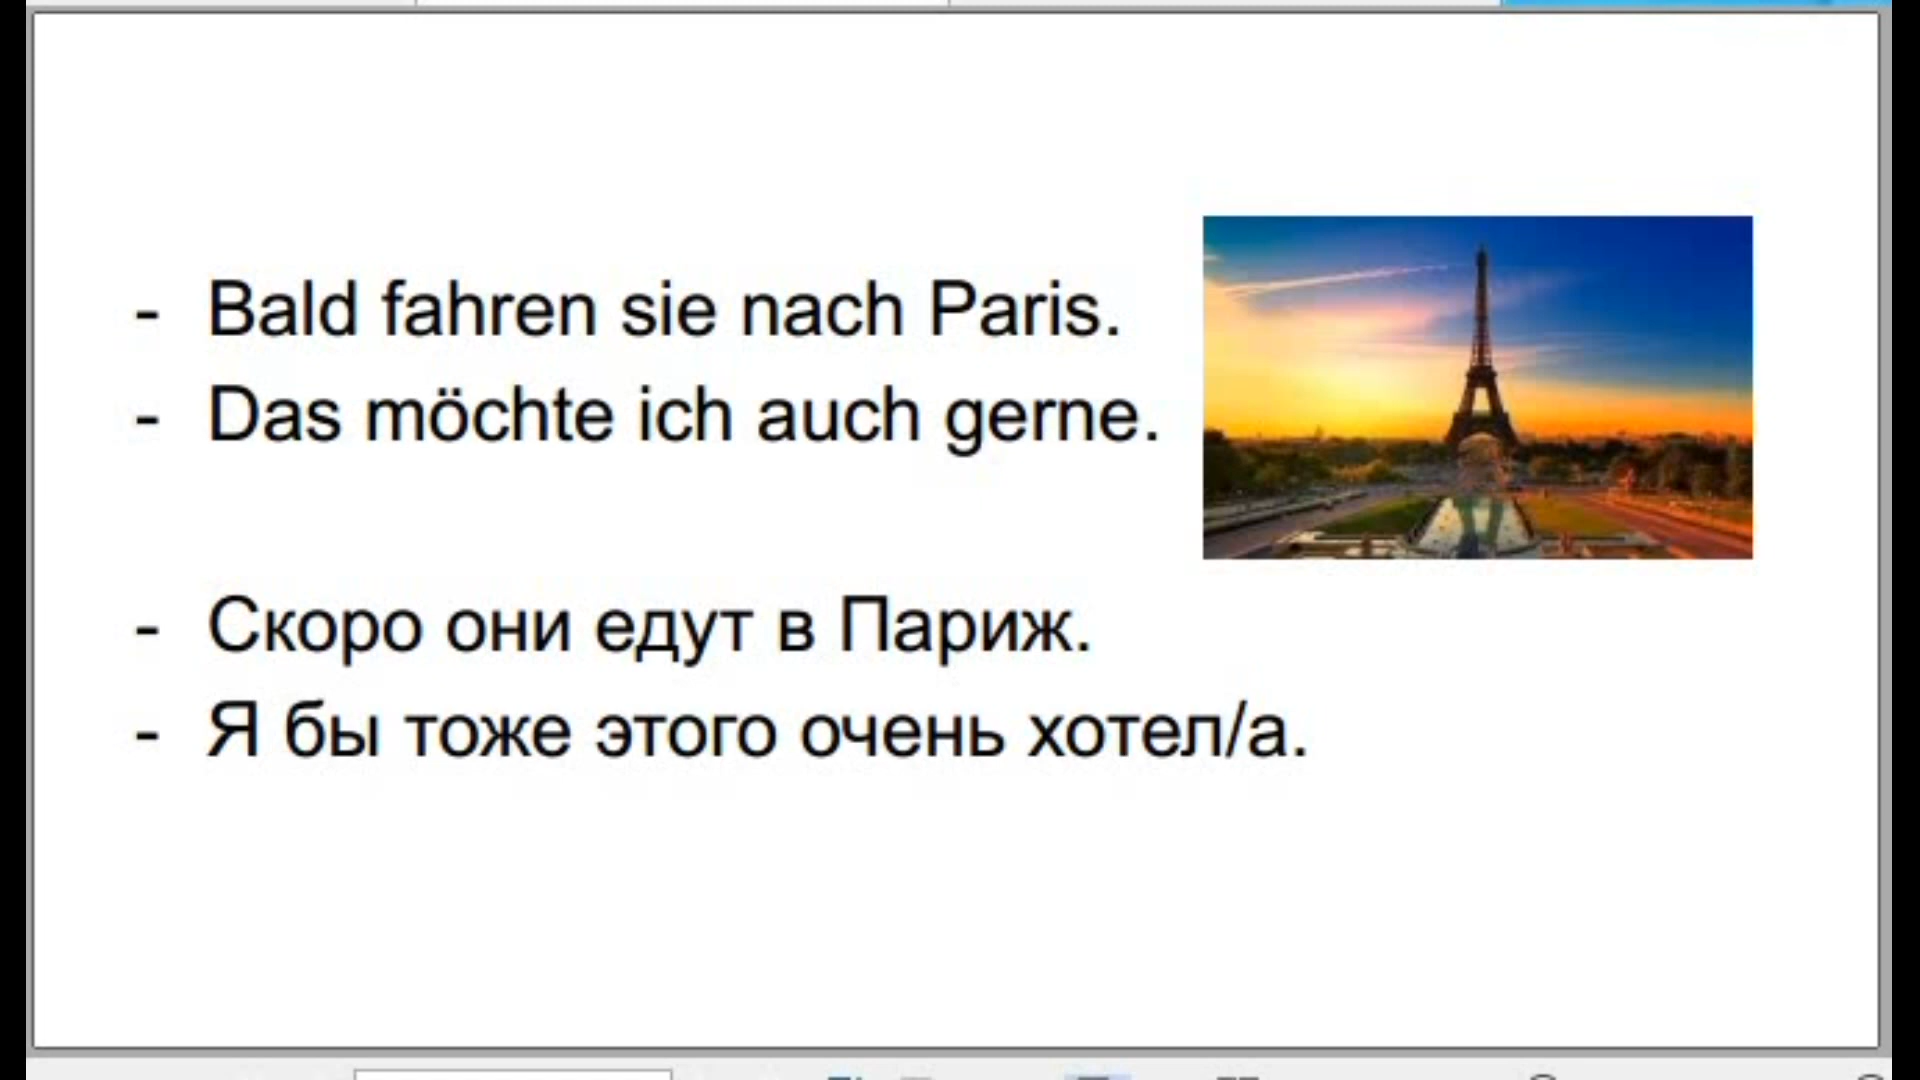 - Bald fahren sie nach Paris.
- Das möchte ich auch gerne.
- Скоро они едут в Париж.
- Я бы тоже этого очень хотел/а.